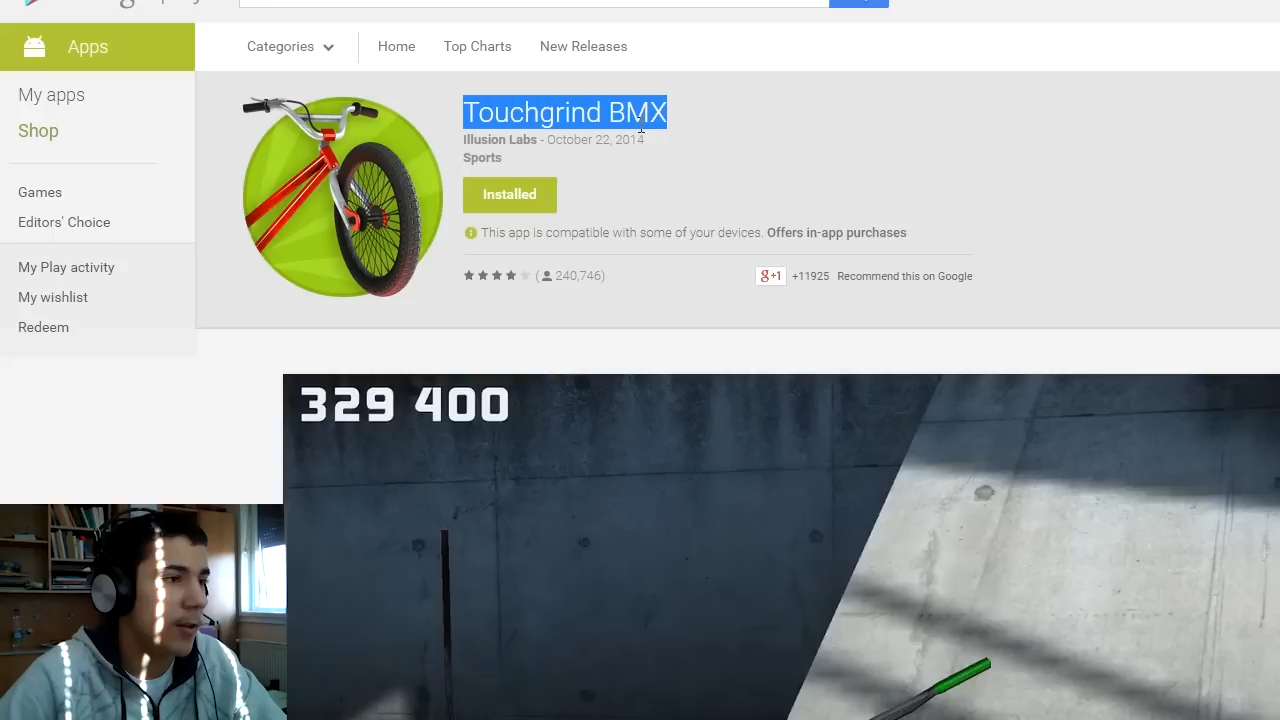 Apps
Categories
Home
Top Charts
New Releases
My apps
Shop
Games
Editors' Choice
My Play activity
My wishlist
Redeem
Touchgrind BMX
Illusion Labs - October 22, 2014
Sports
Installed
This app is compatible with some of your devices. Offers in-app purchases
(240,746)
g+1 +11925 Recommend this on Google
329 400